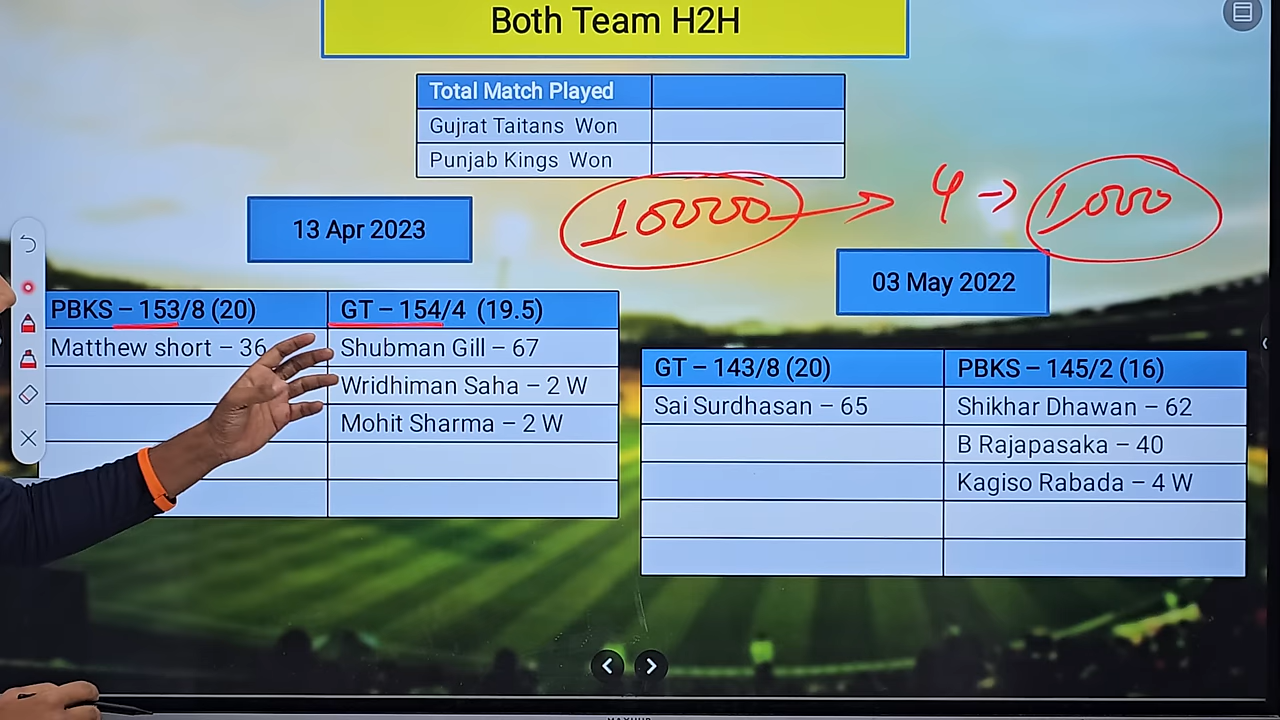 Both Team H2H
Total Match Played
Gujrat Taitans Won
Punjab Kings Won
10000 → 4 → 1,000
13 Apr 2023
03 May 2022
PBKS – 153/8 (20) GT – 154/4 (19.5)
Matthew short – 36 Shubman Gill – 67
Wridhiman Saha – 2 W
Mohit Sharma – 2 W
GT – 143/8 (20) PBKS – 145/2 (16)
Sai Surdhasan – 65 Shikhar Dhawan – 62
B Rajapasaka – 40
Kagiso Rabada – 4 W